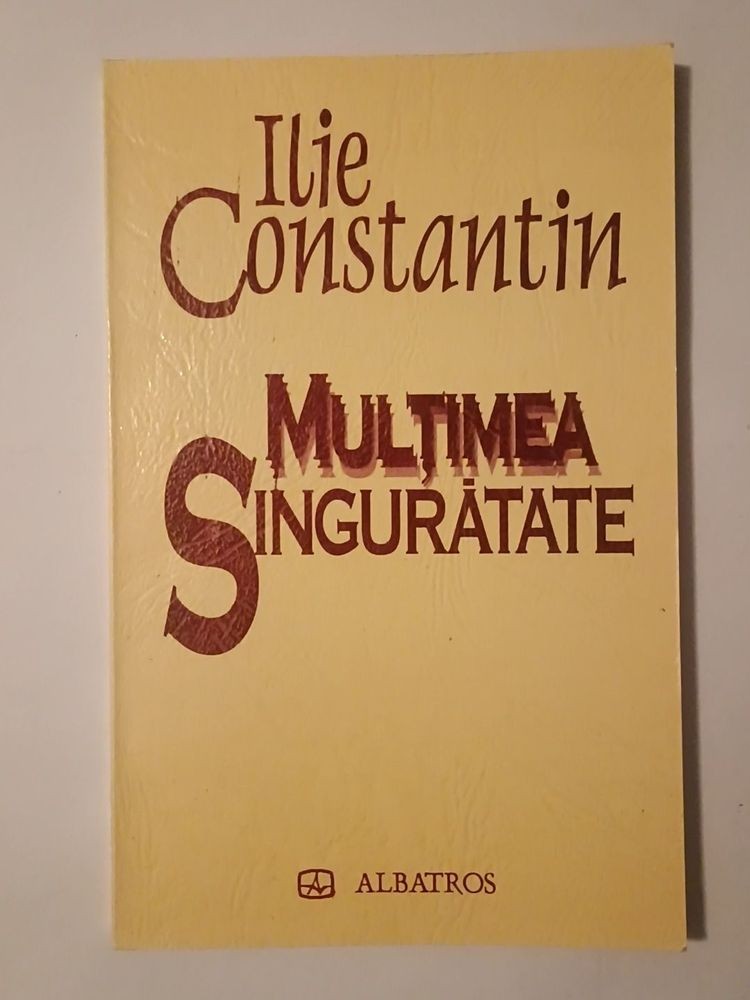 Ilie
Constantin
MULȚIMEA
SINGURĂTATE
ALBATROS